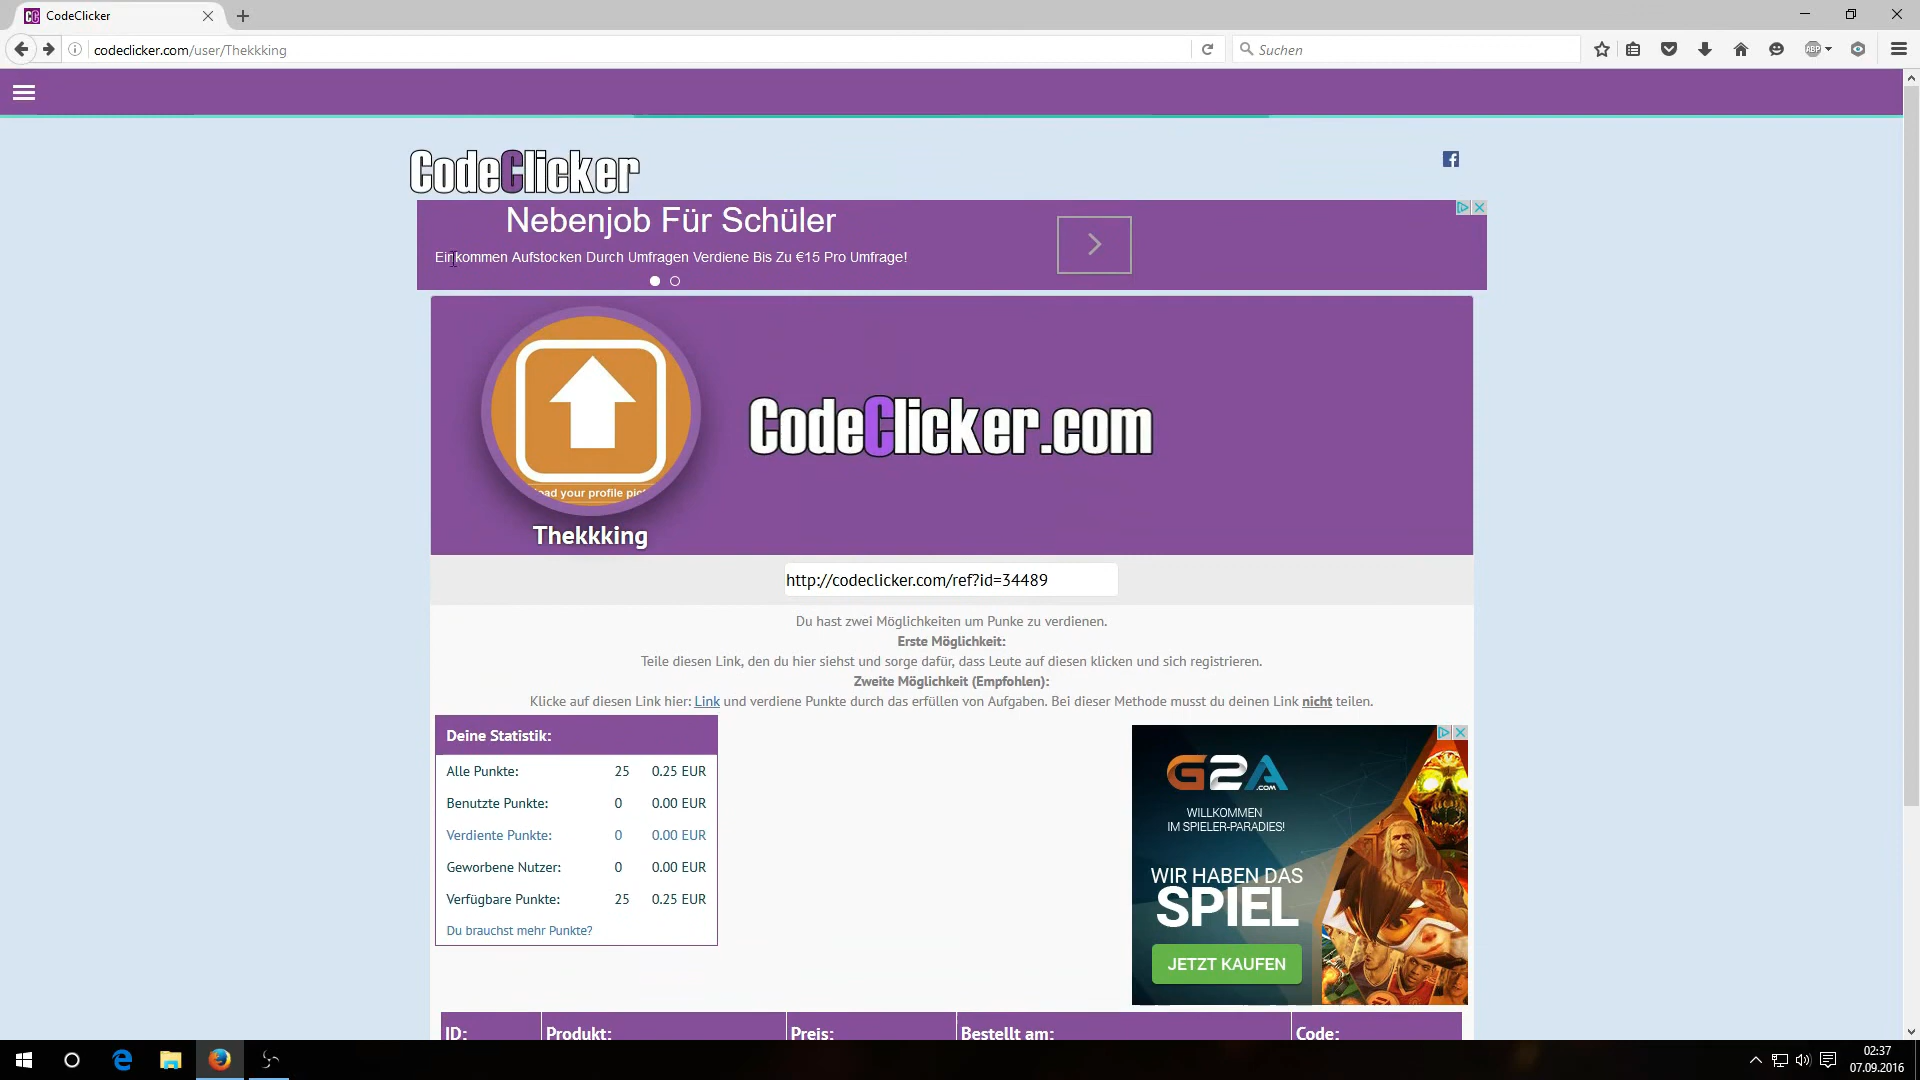 CodeClicker
codeclicker.com/user/Thekkking
Suchen
ABP
CodeClicker
Nebenjob Für Schüler
Einkommen Aufstocken Durch Umfragen Verdiene Bis Zu €15 Pro Umfrage!
CodeClicker.com
Thekkking
http://codeclicker.com/ref?id=34489
Du hast zwei Möglichkeiten um Punke zu verdienen.
Erste Möglichkeit:
Teile diesen Link, den du hier siehst und sorge dafür, dass Leute auf diesen klicken und sich registrieren.
Zweite Möglichkeit (Empfohlen):
Klicke auf diesen Link hier: Link und verdiene Punkte durch das erfüllen von Aufgaben. Bei dieser Methode musst du deinen Link nicht teilen.
Deine Statistik:
Alle Punkte: 25 0.25 EUR
Benutzte Punkte: 0 0.00 EUR
Verdiente Punkte: 0 0.00 EUR
Geworbene Nutzer: 0 0.00 EUR
Verfügbare Punkte: 25 0.25 EUR
Du brauchst mehr Punkte?
G2A.COM
WILLKOMMEN
IM SPIELER-PARADIES!
WIR HABEN DAS
SPIEL
JETZT KAUFEN
ID: Produkt: Preis: Bestellt am: Code:
02:37
07.09.2016